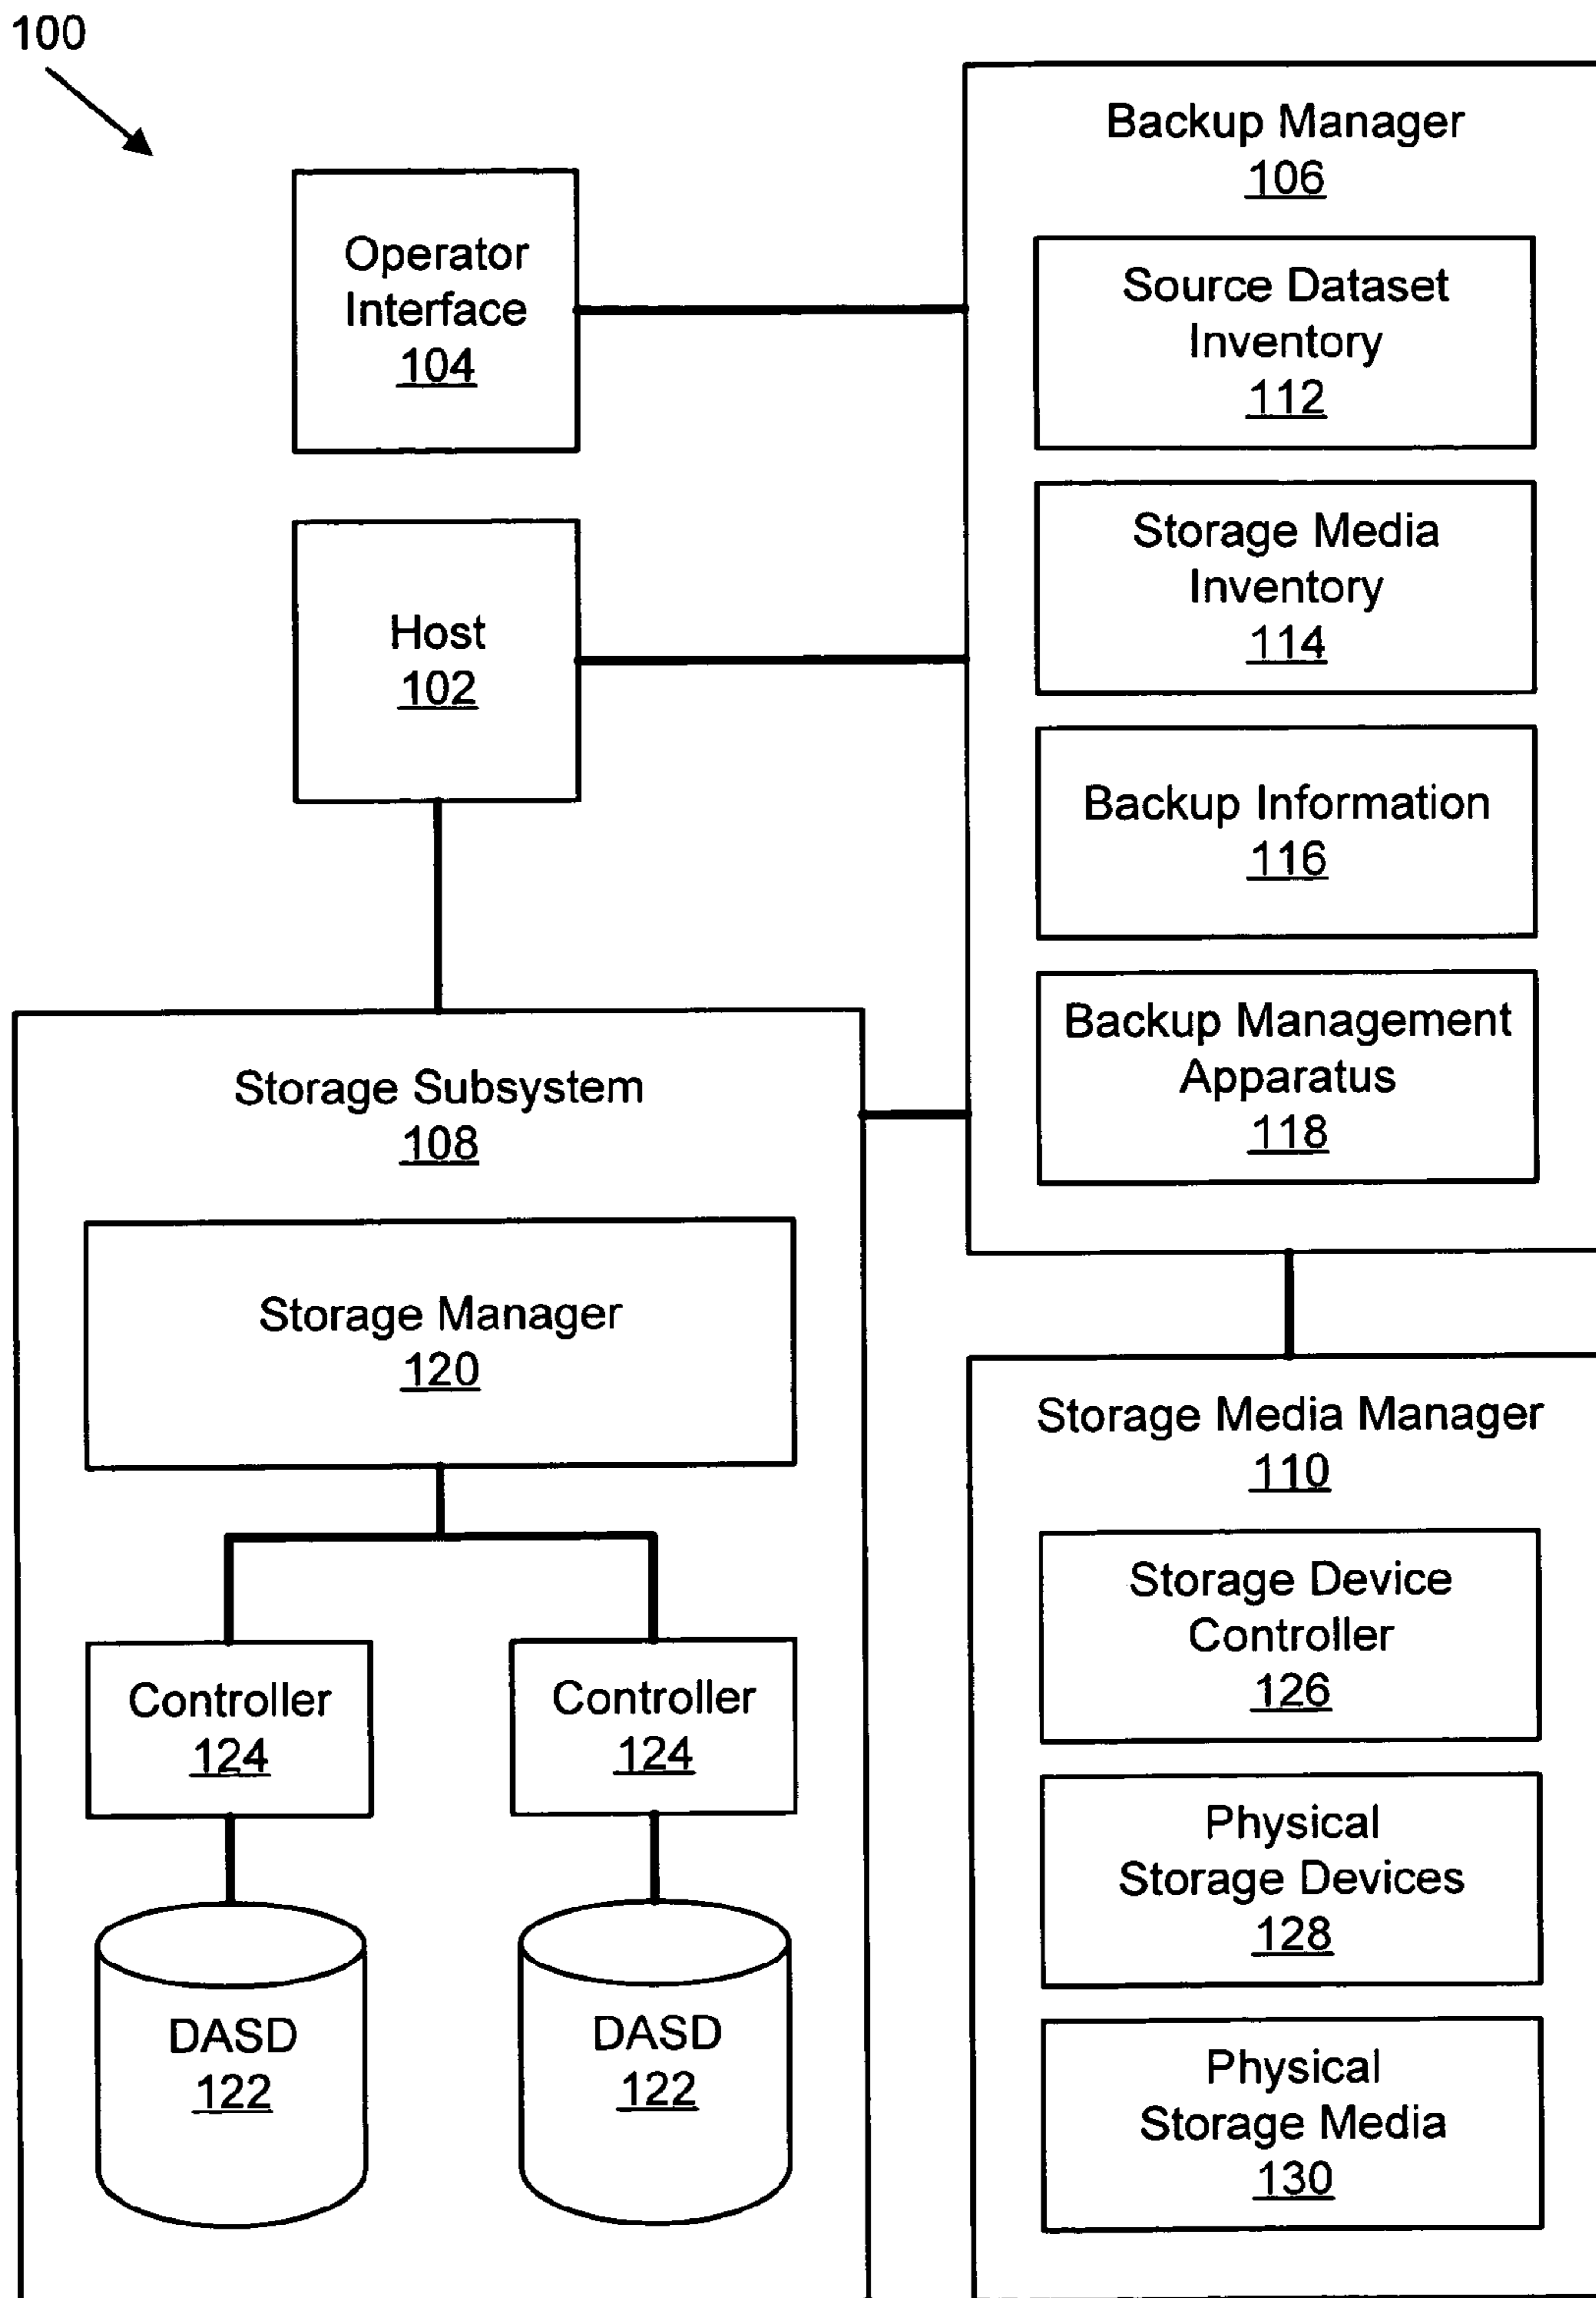 100
Operator
Interface
104
Host
102
Backup Manager
106
Source Dataset
Inventory
112
Storage Media
Inventory
114
Backup Information
116
Backup Management
Apparatus
118
Storage Subsystem
108
Storage Manager
120
Controller
124
Controller
124
DASD
122
DASD
122
Storage Media Manager
110
Storage Device
Controller
126
Physical
Storage Devices
128
Physical
Storage Media
130